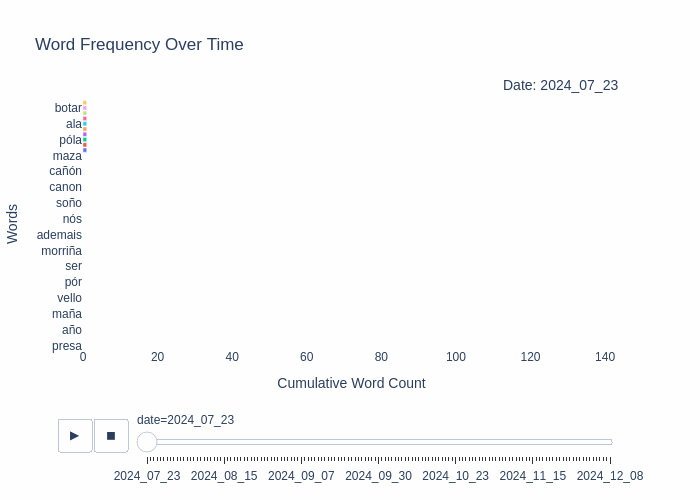 Word Frequency Over Time
Date: 2024_07_23
Words
botar
ala
póla
maza
cañón
canon
soño
nós
ademais
morriña
ser
pór
vello
maña
año
presa
0 20 40 60 80 100 120 140
Cumulative Word Count
date=2024_07_23
2024_07_23 2024_08_15 2024_09_07 2024_09_30 2024_10_23 2024_11_15 2024_12_08